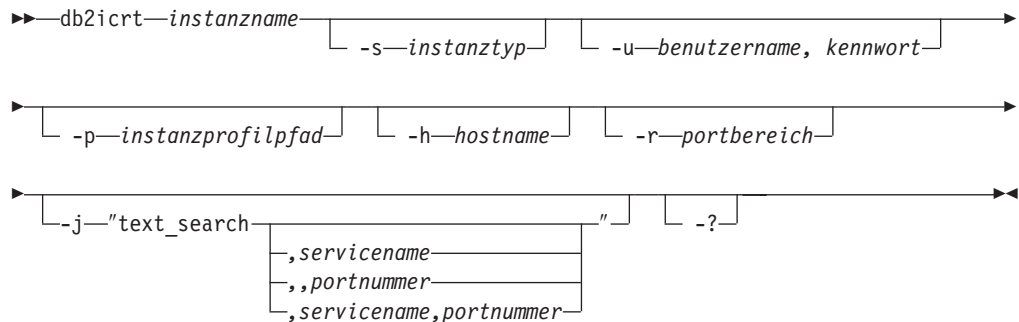 db2icrt instanzname
-s instanztyp -u benutzername, kennwort
-p instanzprofilpfad -h hostname -r portbereich
-j "text_search " -?
,servicename
,,portnummer
,servicename,portnummer